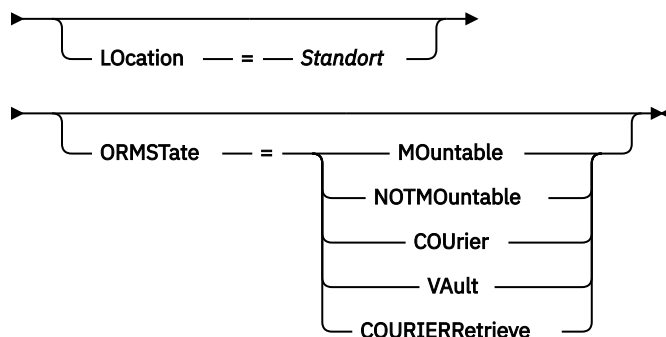 LOcation = Standort
ORMSTate = MOuntable
NOTMOuntable
COUrier
VAult
COURIERRetrieve